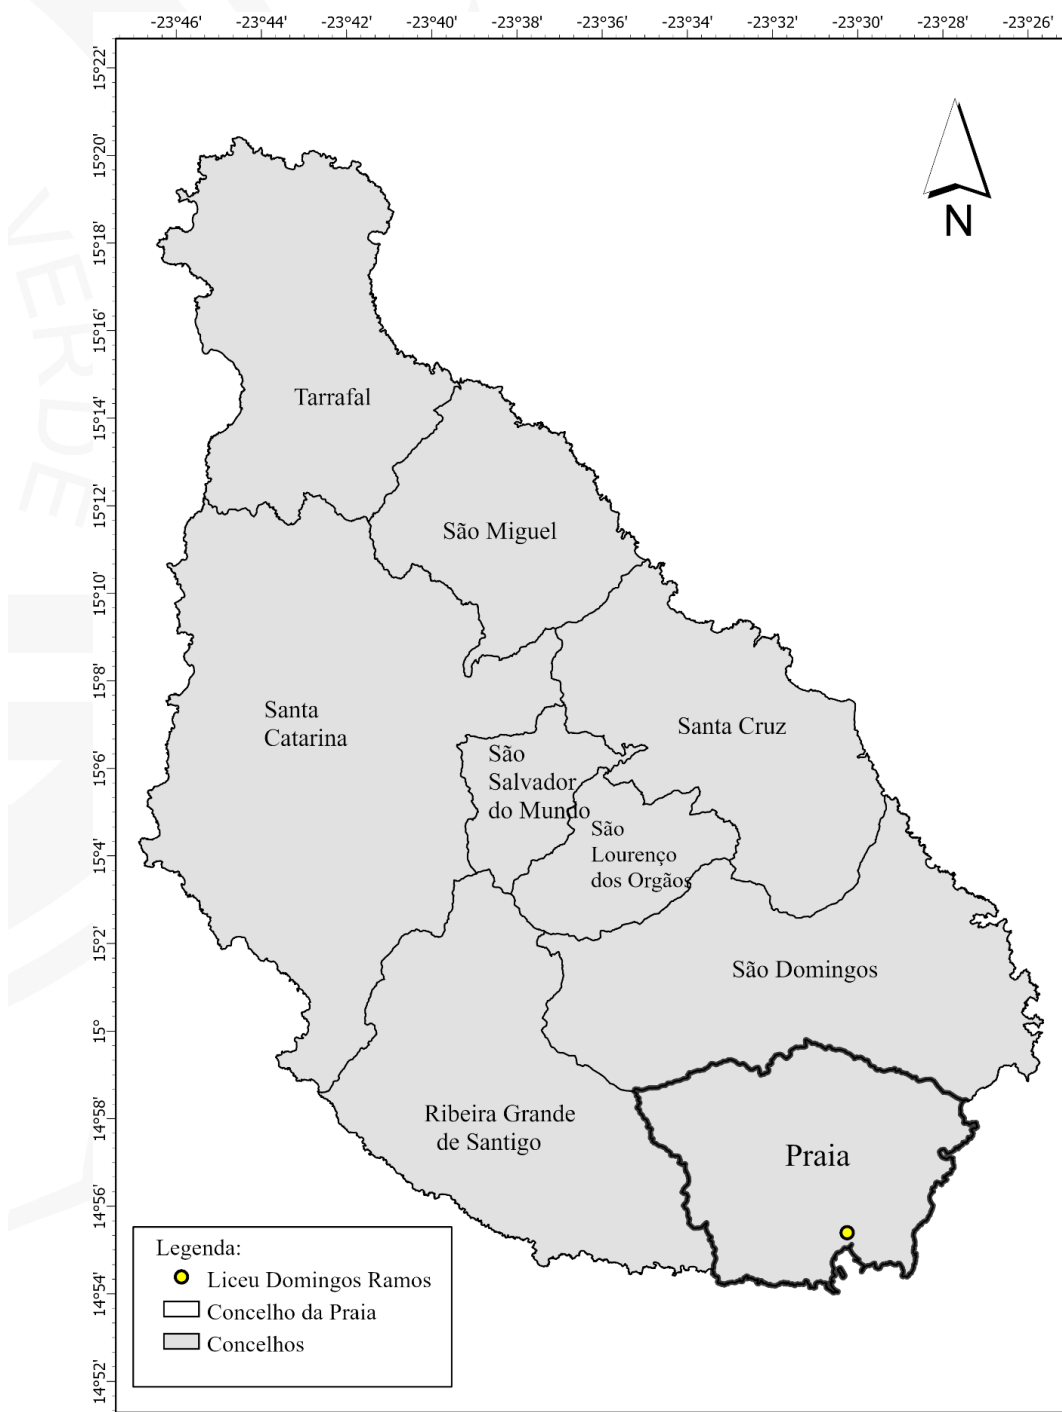 -23°46' -23°44' -23°42' -23°40' -23°38' -23°36' -23°34' -23°32' -23°30' -23°28' -23°26'
15°22'
15°20'
15°18'
15°16'
15°14'
15°12'
15°10'
15°8'
15°6'
15°4'
15°2'
15°
14°58'
14°56'
14°54'
14°52'
N
VERDE
Tarrafal
São Miguel
Santa
Catarina
Santa Cruz
São
Salvador
do Mundo
São
Lourenço
dos Orgãos
São Domingos
Ribeira Grande
de Santigo
Praia
Legenda:
Liceu Domingos Ramos
Concelho da Praia
Concelhos